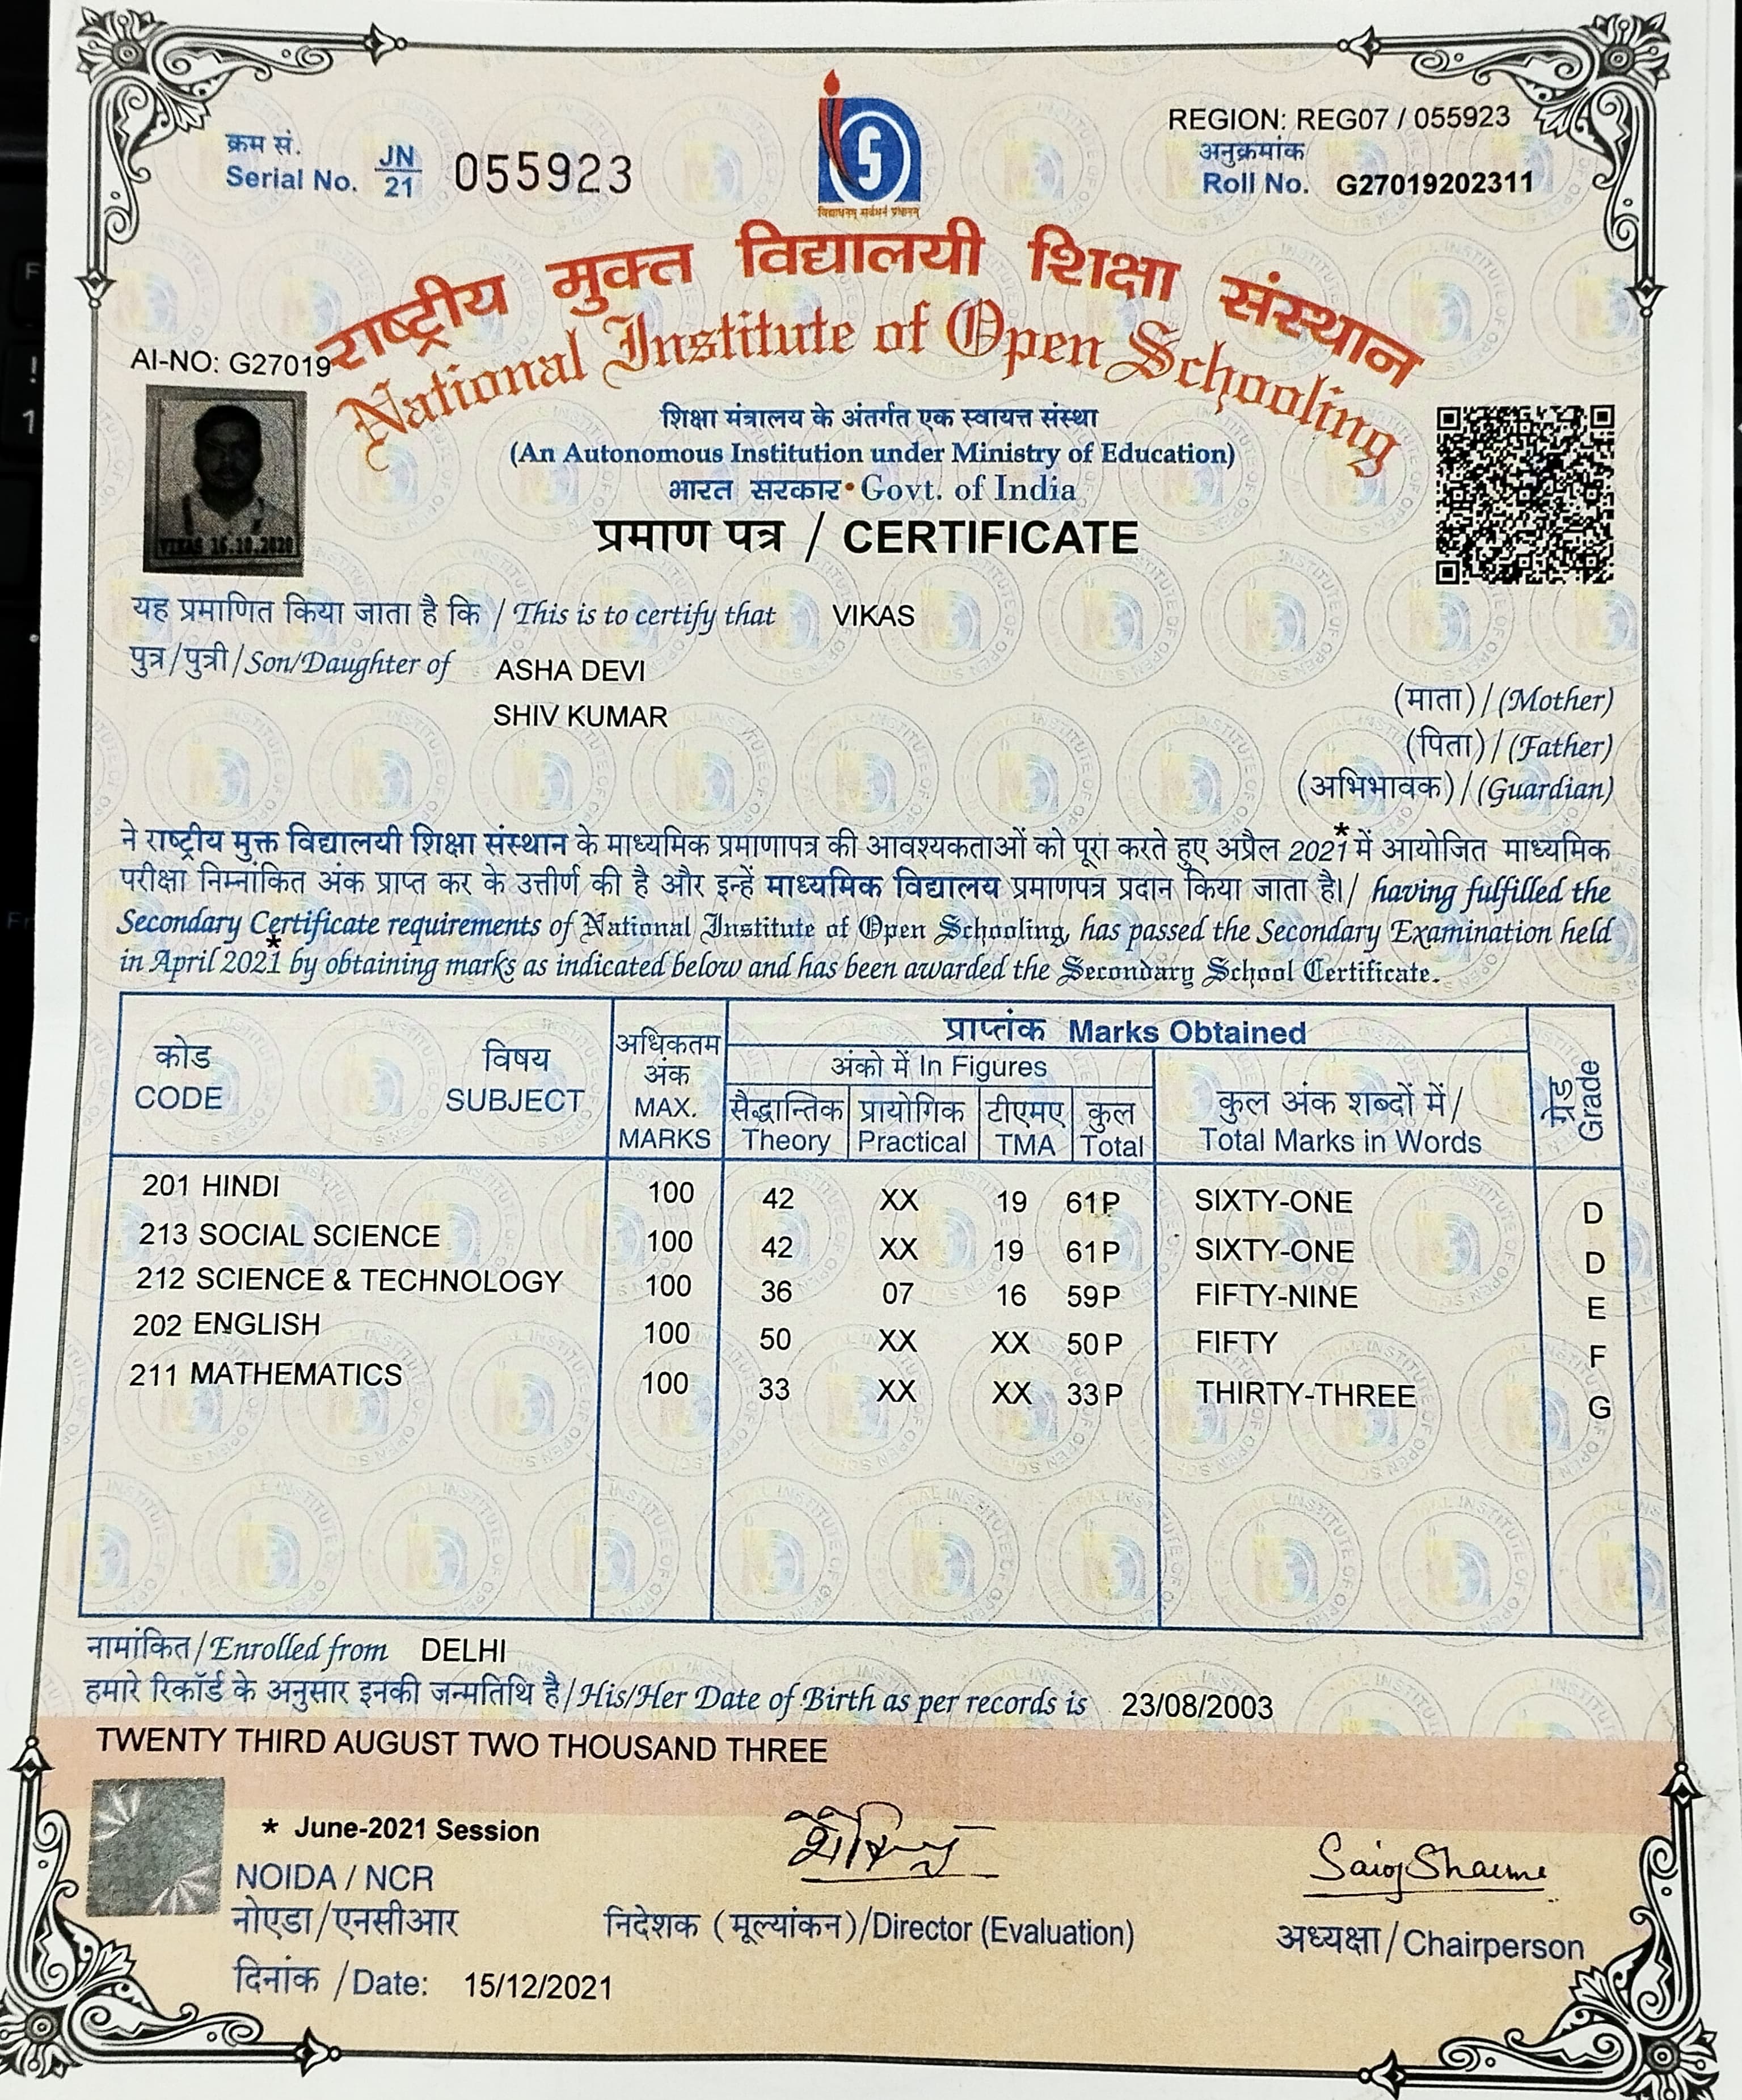 क्रम सं.
Serial No. JN/21 055923
REGION: REG07 / 055923
अनुक्रमांक
Roll No. G27019202311
राष्ट्रीय मुक्त विद्यालयी शिक्षा संस्थान
National Institute of Open Schooling
AI-NO: G27019
शिक्षा मंत्रालय के अंतर्गत एक स्वायत्त संस्था
(An Autonomous Institution under Ministry of Education)
भारत सरकार • Govt. of India
प्रमाण पत्र / CERTIFICATE
VIKAS 16.10.2020
यह प्रमाणित किया जाता है कि / This is to certify that VIKAS
पुत्र/पुत्री/Son/Daughter of ASHA DEVI
(माता)/(Mother)
SHIV KUMAR
(पिता)/(Father)
(अभिभावक)/(Guardian)
ने राष्ट्रीय मुक्त विद्यालयी शिक्षा संस्थान के माध्यमिक प्रमाणापत्र की आवश्यकताओं को पूरा करते हुए अप्रैल 2021* में आयोजित माध्यमिक
परीक्षा निम्नांकित अंक प्राप्त कर के उत्तीर्ण की है और इन्हें माध्यमिक विद्यालय प्रमाणपत्र प्रदान किया जाता है।/ having fulfilled the
Secondary Certificate requirements of National Institute of Open Schooling, has passed the Secondary Examination held
in April 2021* by obtaining marks as indicated below and has been awarded the Secondary School Certificate.
कोड विषय अधिकतम अंक प्राप्तंक Marks Obtained ग्रेड
CODE SUBJECT MAX. MARKS अंको में In Figures कुल अंक शब्दों में/ Grade
सैद्धान्तिक प्रायोगिक टीएमए कुल
Theory Practical TMA Total Total Marks in Words
201 HINDI 100 42 XX 19 61P SIXTY-ONE D
213 SOCIAL SCIENCE 100 42 XX 19 61P SIXTY-ONE D
212 SCIENCE & TECHNOLOGY 100 36 07 16 59P FIFTY-NINE E
202 ENGLISH 100 50 XX XX 50P FIFTY F
211 MATHEMATICS 100 33 XX XX 33P THIRTY-THREE G
नामांकित/Enrolled from DELHI
हमारे रिकॉर्ड के अनुसार इनकी जन्मतिथि है/His/Her Date of Birth as per records is 23/08/2003
TWENTY THIRD AUGUST TWO THOUSAND THREE
* June-2021 Session
NOIDA / NCR
नोएडा/एनसीआर
Saroj Sharma
निदेशक (मूल्यांकन)/Director (Evaluation)
अध्यक्षा/Chairperson
दिनांक /Date: 15/12/2021